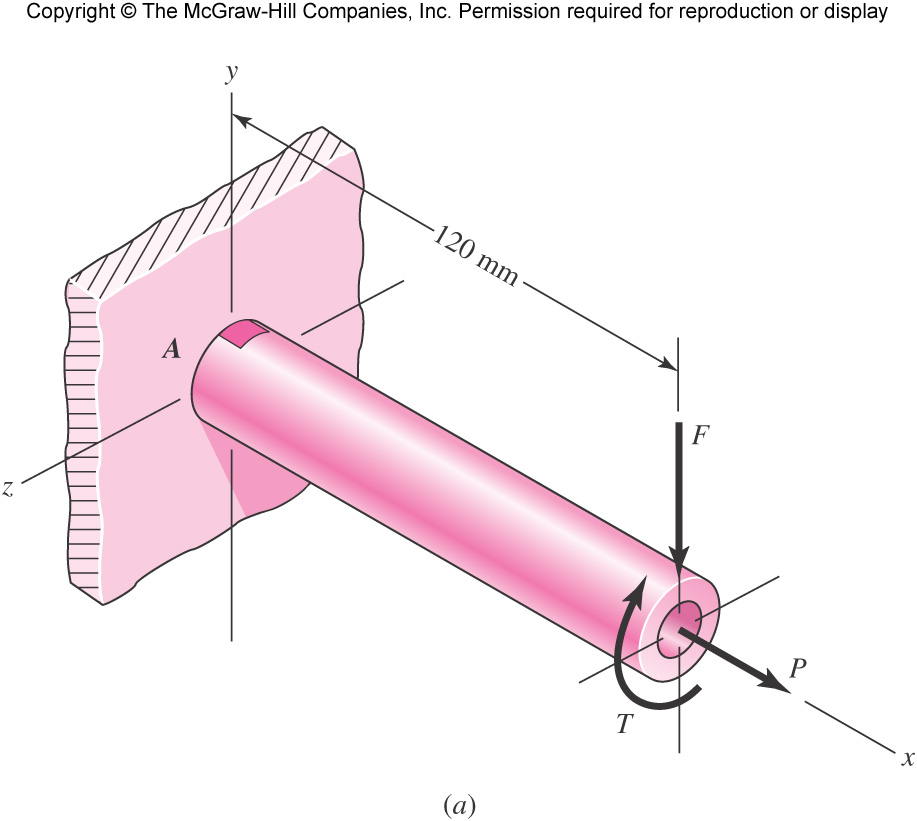 Copyright © The McGraw-Hill Companies, Inc. Permission required for reproduction or display
y
120 mm
A
F
z
P
T
x
(a)